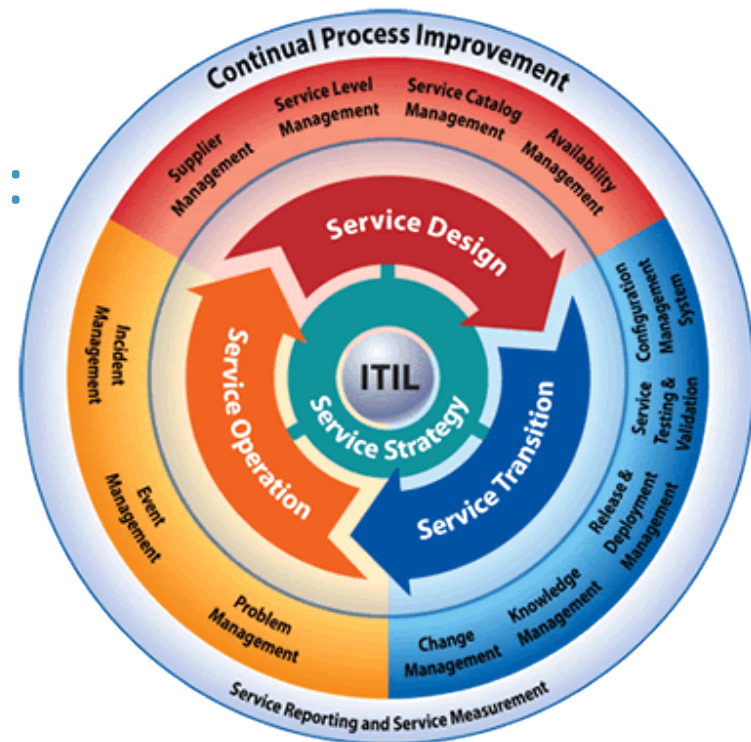 Continual Process Improvement
Supplier
Management
Service Level
Management
Service Catalog
Management
Availability
Management
System
Management
Configuration
Service
Testing &
Validation
Release &
Deployment
Management
Knowledge
Management
Change
Management
Problem
Management
Event
Management
Incident
Management
Service Design
Service Transition
Service Operation
Service Strategy
ITIL
Service Reporting and Service Measurement
: